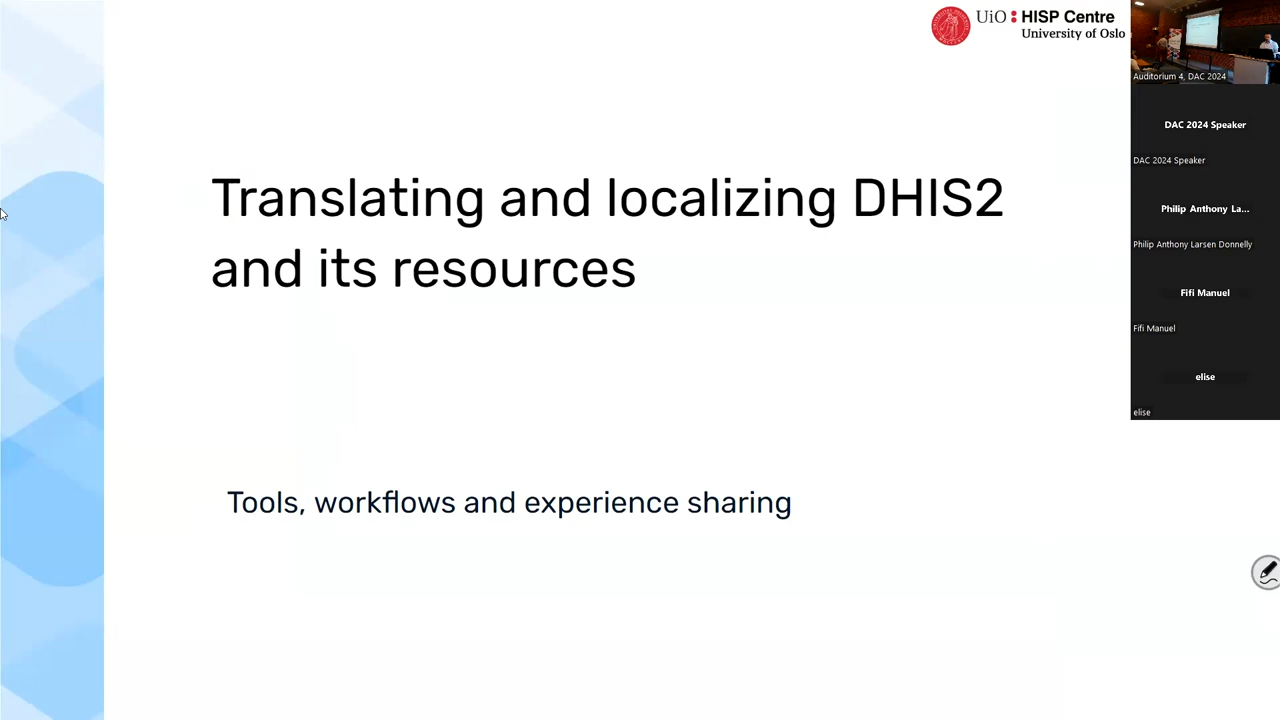 UiO HISP Centre
University of Oslo
Translating and localizing DHIS2
and its resources
Tools, workflows and experience sharing
Auditorium 4, DAC 2024
DAC 2024 Speaker
DAC 2024 Speaker
Philip Anthony La...
Philip Anthony Larsen Donnelly
Fifi Manuel
Fifi Manuel
elise
elise